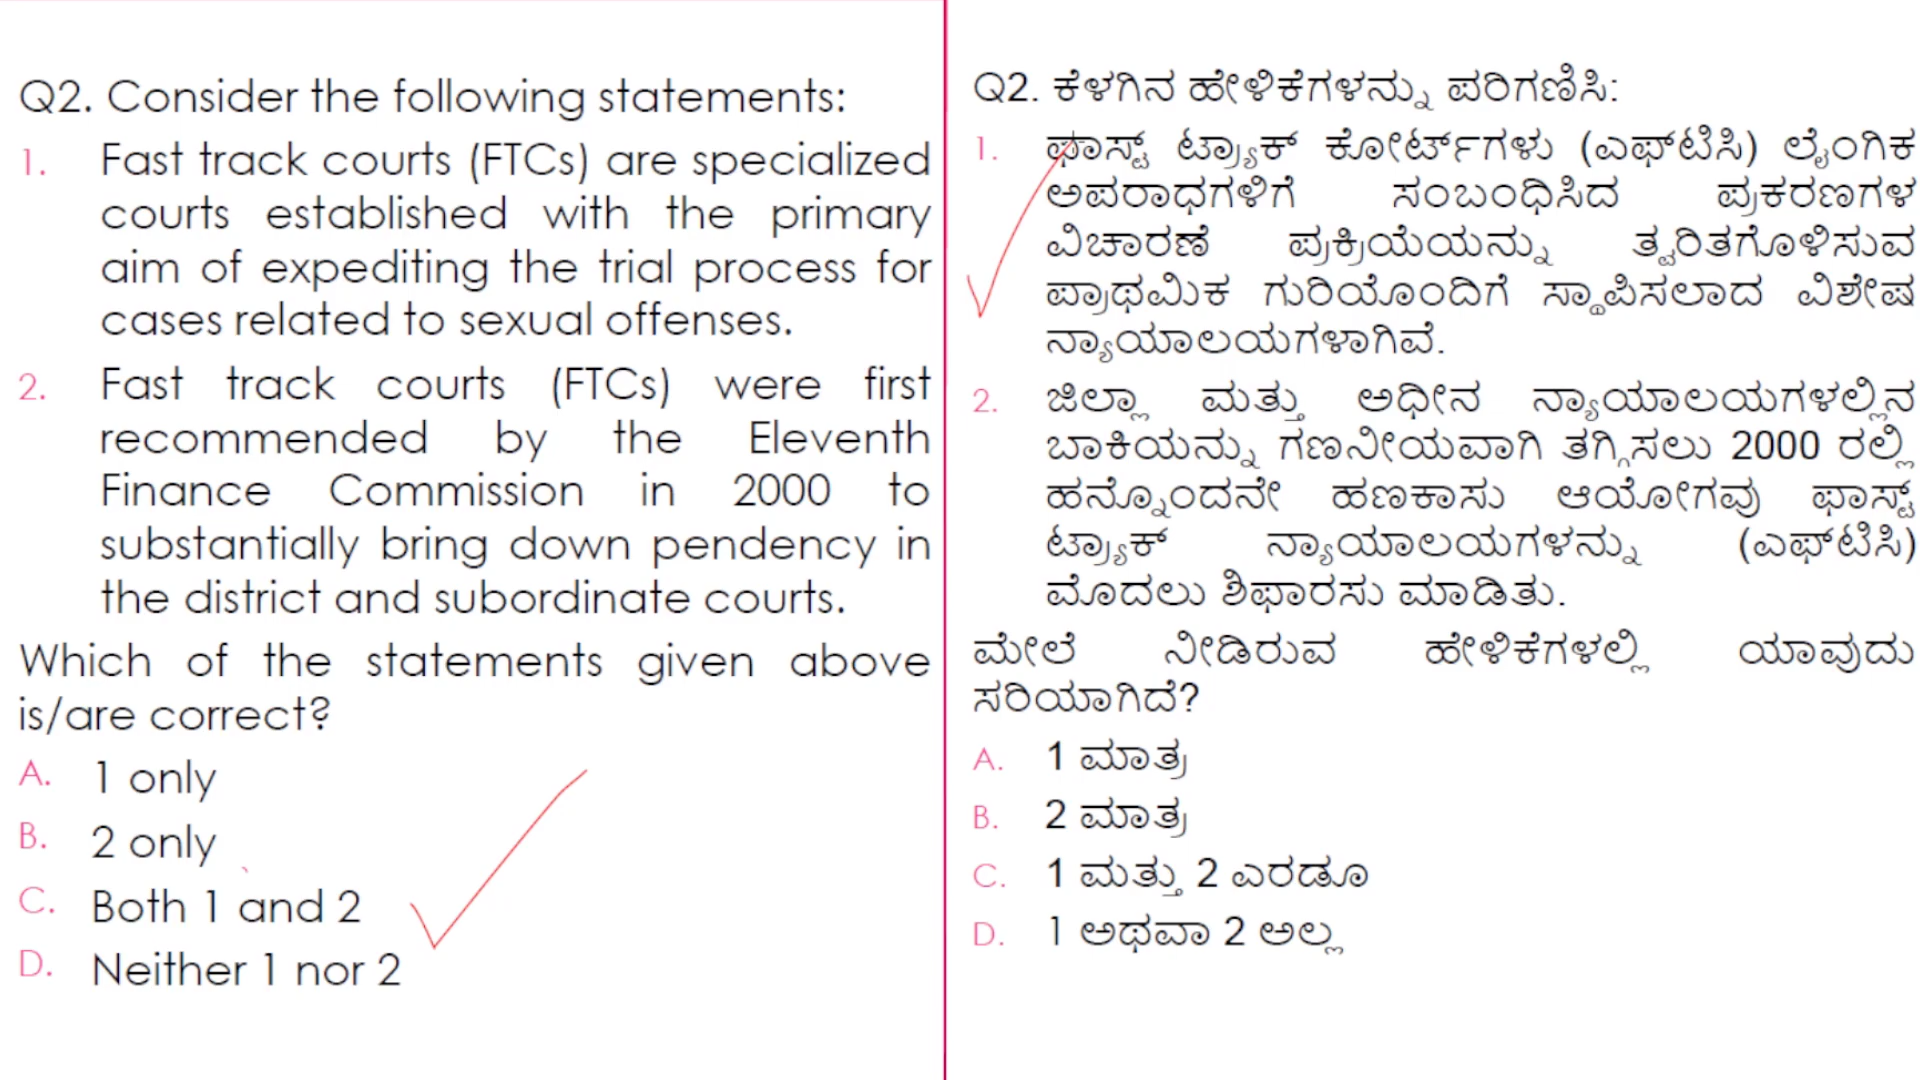 Q2. Consider the following statements:
1. Fast track courts (FTCs) are specialized
courts established with the primary
aim of expediting the trial process for
cases related to sexual offenses.
2. Fast track courts (FTCs) were first
recommended by the Eleventh
Finance Commission in 2000 to
substantially bring down pendency in
the district and subordinate courts.
Which of the statements given above
is/are correct?
A. 1 only
B. 2 only
C. Both 1 and 2
D. Neither 1 nor 2
Q2. ಕೆಳಗಿನ ಹೇಳಿಕೆಗಳನ್ನು ಪರಿಗಣಿಸಿ:
1. ಫಾಸ್ಟ್ ಟ್ರ್ಯಾಕ್ ಕೋರ್ಟ್‌ಗಳು (ಎಫ್‌ಟಿಸಿ) ಲೈಂಗಿಕ
ಅಪರಾಧಗಳಿಗೆ ಸಂಬಂಧಿಸಿದ ಪ್ರಕರಣಗಳ
ವಿಚಾರಣೆ ಪ್ರಕ್ರಿಯೆಯನ್ನು ತ್ವರಿತಗೊಳಿಸುವ
ಪ್ರಾಥಮಿಕ ಗುರಿಯೊಂದಿಗೆ ಸ್ಥಾಪಿಸಲಾದ ವಿಶೇಷ
ನ್ಯಾಯಾಲಯಗಳಾಗಿವೆ.
2. ಜಿಲ್ಲಾ ಮತ್ತು ಅಧೀನ ನ್ಯಾಯಾಲಯಗಳಲ್ಲಿನ
ಬಾಕಿಯನ್ನು ಗಣನೀಯವಾಗಿ ತಗ್ಗಿಸಲು 2000 ರಲ್ಲಿ
ಹನ್ನೊಂದನೇ ಹಣಕಾಸು ಆಯೋಗವು ಫಾಸ್ಟ್
ಟ್ರ್ಯಾಕ್ ನ್ಯಾಯಾಲಯಗಳನ್ನು (ಎಫ್‌ಟಿಸಿ)
ಮೊದಲು ಶಿಫಾರಸು ಮಾಡಿತು.
ಮೇಲೆ ನೀಡಿರುವ ಹೇಳಿಕೆಗಳಲ್ಲಿ ಯಾವುದು
ಸರಿಯಾಗಿದೆ?
A. 1 ಮಾತ್ರ
B. 2 ಮಾತ್ರ
C. 1 ಮತ್ತು 2 ಎರಡೂ
D. 1 ಅಥವಾ 2 ಅಲ್ಲ